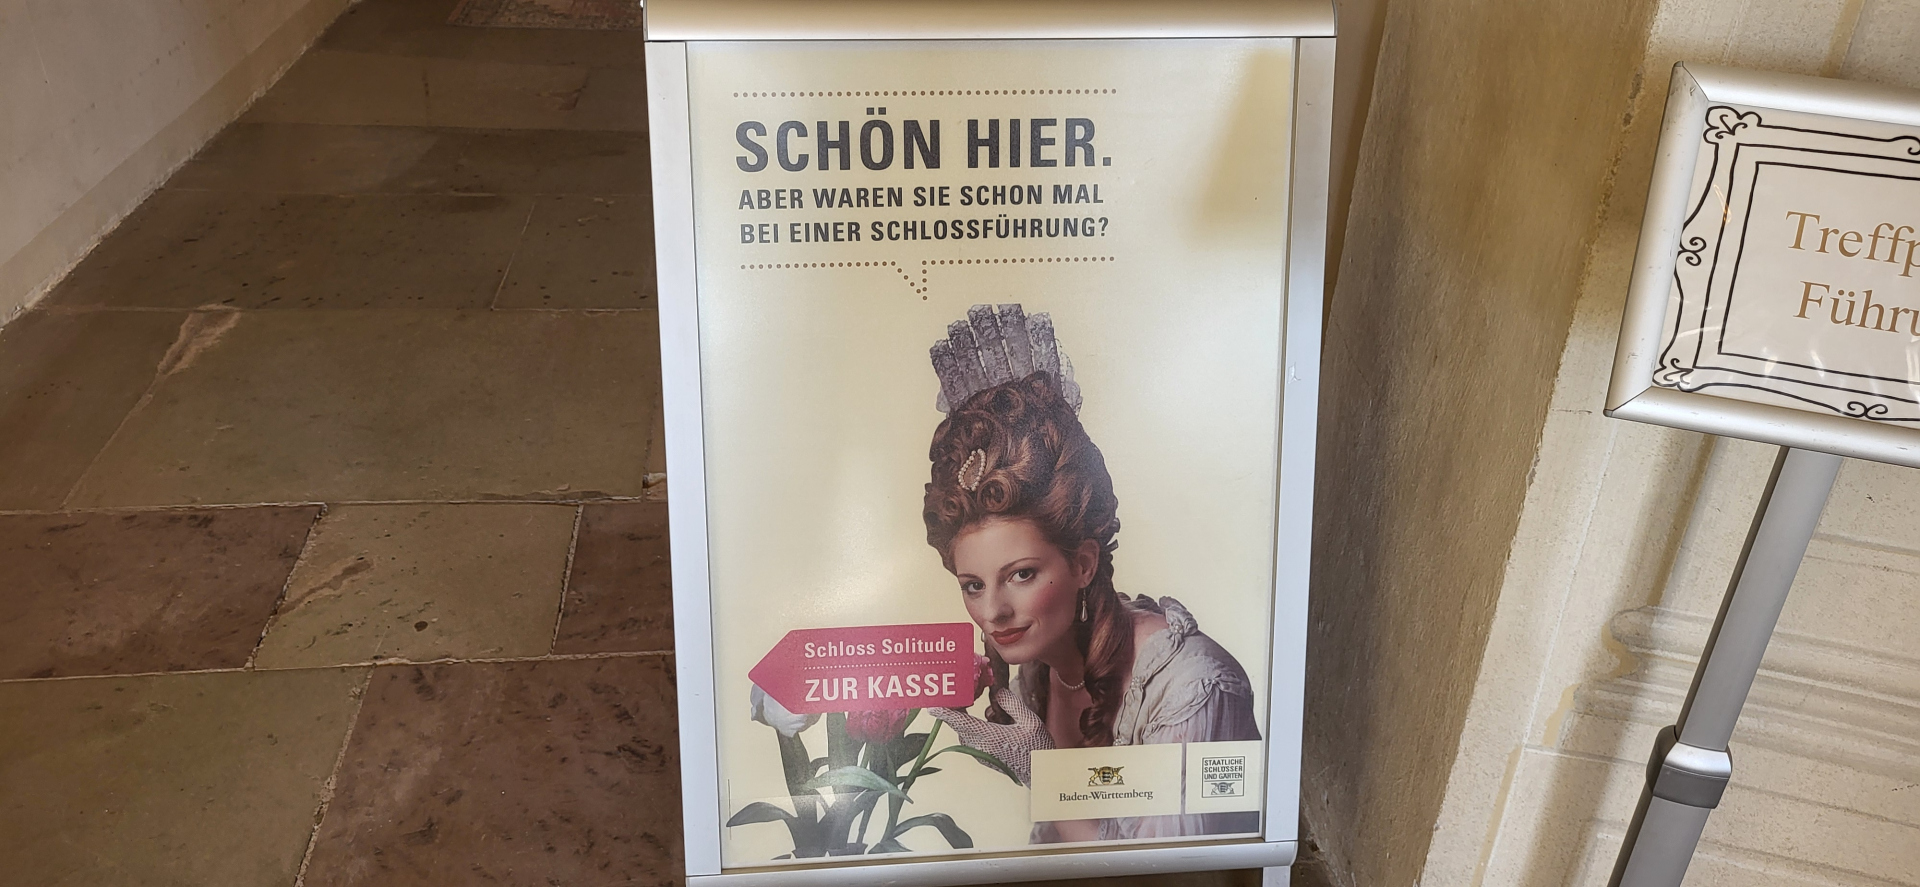 SCHÖN HIER.
ABER WAREN SIE SCHON MAL
BEI EINER SCHLOSSFÜHRUNG?
Schloss Solitude
ZUR KASSE
Baden-Württemberg
STAATLICHE
SCHLÖSSER
UND GÄRTEN
Treffp
Führu